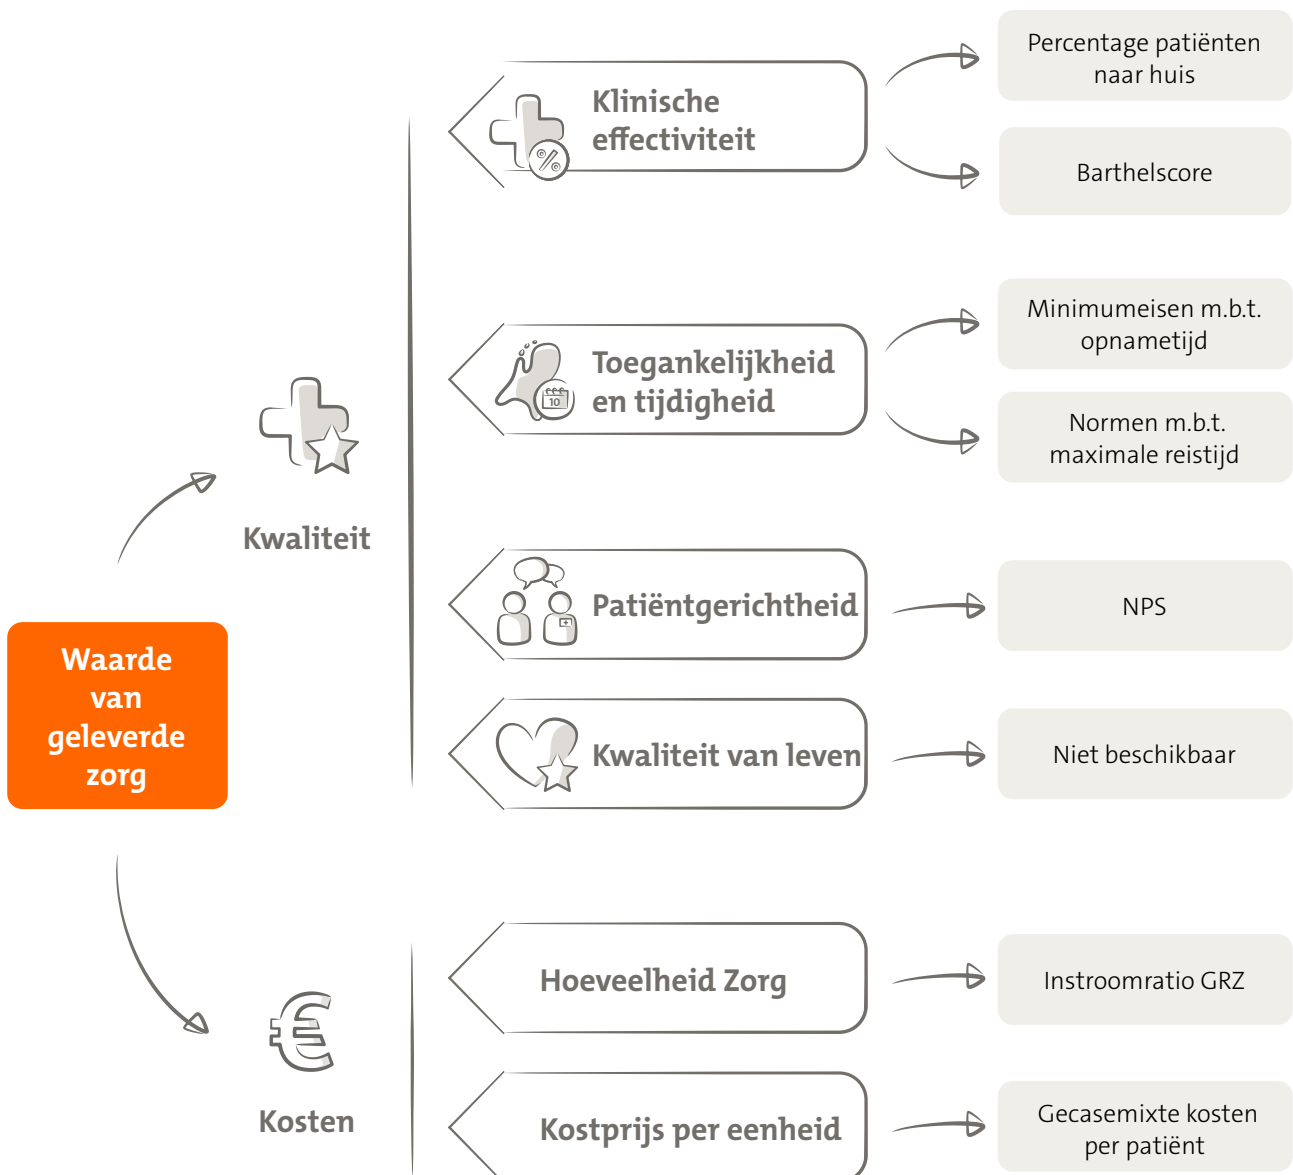 Waarde
van
geleverde
zorg
Kwaliteit
Klinische
effectiviteit
%
Percentage patiënten
naar huis
Barthelscore
Toegankelijkheid
en tijdigheid
10
Minimumeisen m.b.t.
opnametijd
Normen m.b.t.
maximale reistijd
Patiëntgerichtheid
NPS
Kwaliteit van leven
Niet beschikbaar
€
Kosten
Hoeveelheid Zorg
Instroomratio GRZ
Kostprijs per eenheid
Gecasemixte kosten
per patiënt